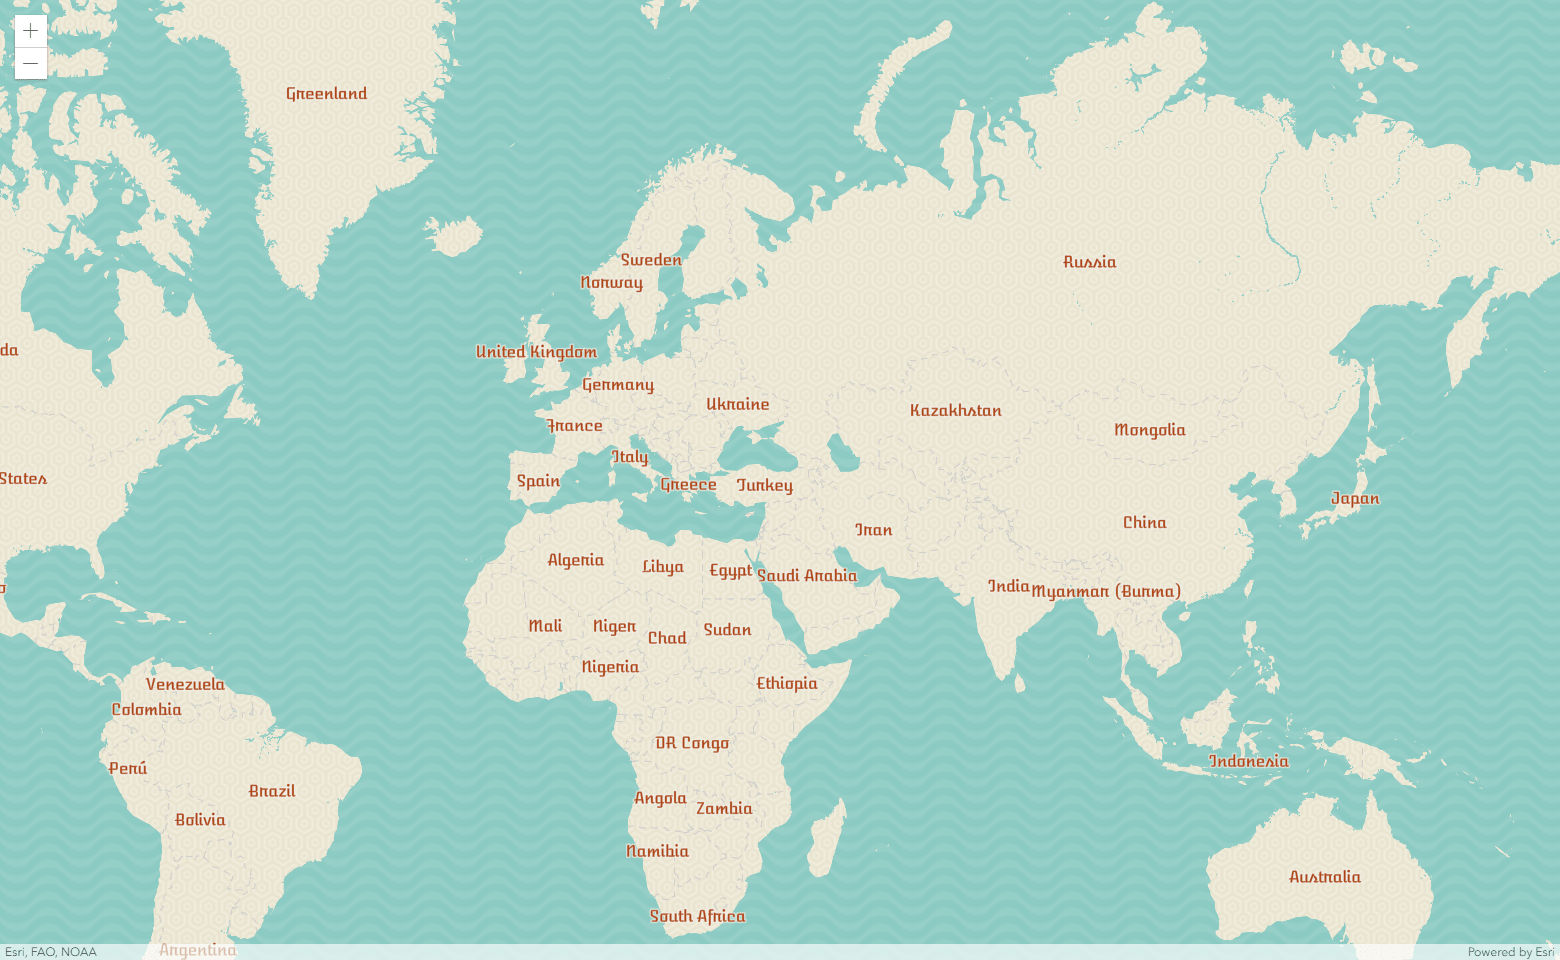 Greenland
Sweden
Norway
Russia
United Kingdom
da
Germany
Ukraine
Kazakhstan
France
Mongolia
Italy
States
Spain
Greece
Turkey
Japan
China
Iran
Algeria
Libya
Egypt
Saudi Arabia
India
Myanmar (Burma)
o
Mali
Niger
Chad
Sudan
Nigeria
Venezuela
Ethiopia
Colombia
DR Congo
Indonesia
Perú
Brazil
Angola
Zambia
Bolivia
Namibia
Australia
South Africa
Argentina
Esri, FAO, NOAA
Powered by Esri